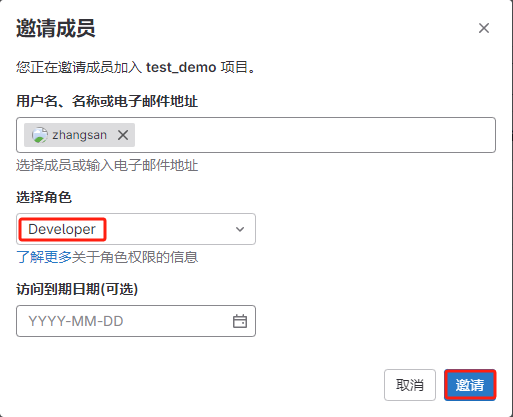 邀请成员
您正在邀请成员加入 test_demo 项目。
用户名、名称或电子邮件地址
zhangsan
选择成员或输入电子邮件地址
选择角色
Developer
了解更多关于角色权限的信息
访问到期日期(可选)
YYYY-MM-DD
取消 邀请